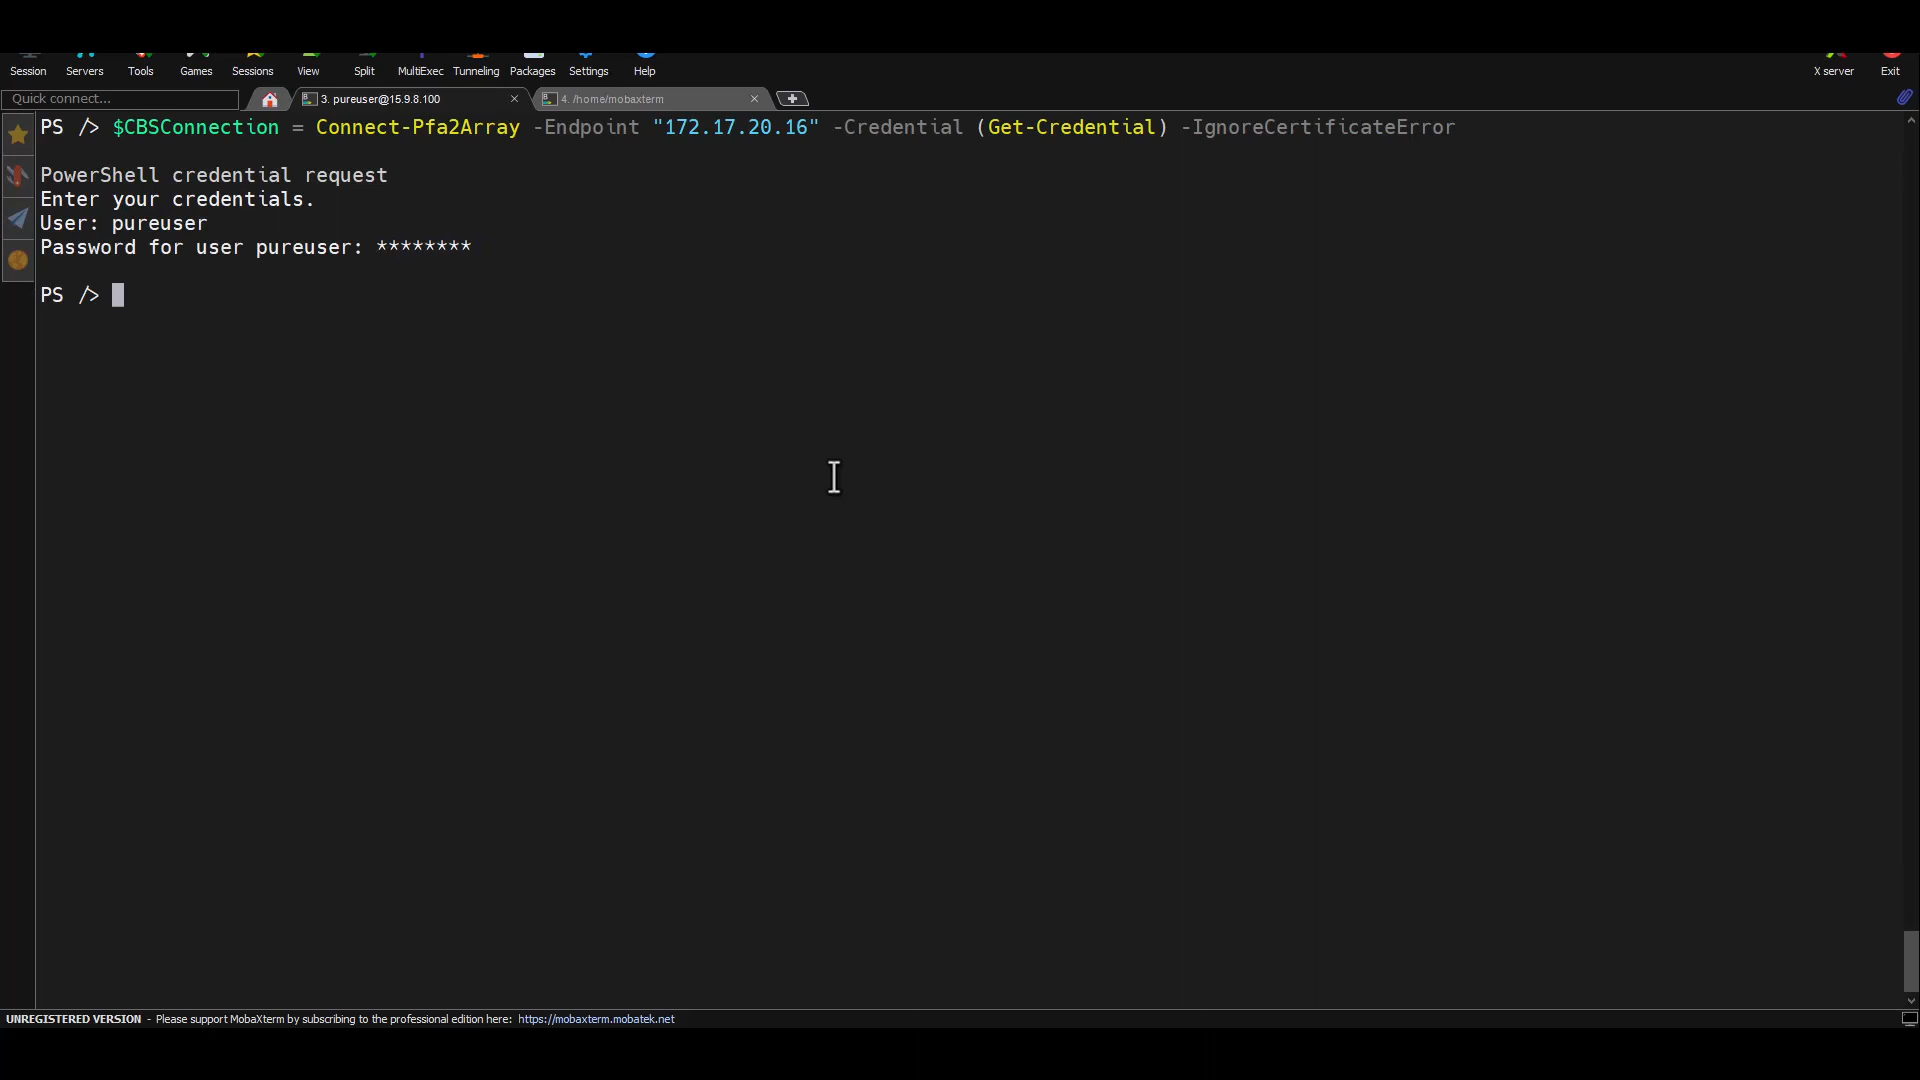 Session Servers Tools Games Sessions View Split MultiExec Tunneling Packages Settings Help X server Exit
Quick connect... 3. pureuser@15.9.8.100 4. /home/mobaxterm
PS /> $CBSConnection = Connect-Pfa2Array -Endpoint "172.17.20.16" -Credential (Get-Credential) -IgnoreCertificateError
PowerShell credential request
Enter your credentials.
User: pureuser
Password for user pureuser: ********
PS />
UNREGISTERED VERSION - Please support MobaXterm by subscribing to the professional edition here: https://mobaxterm.mobatek.net